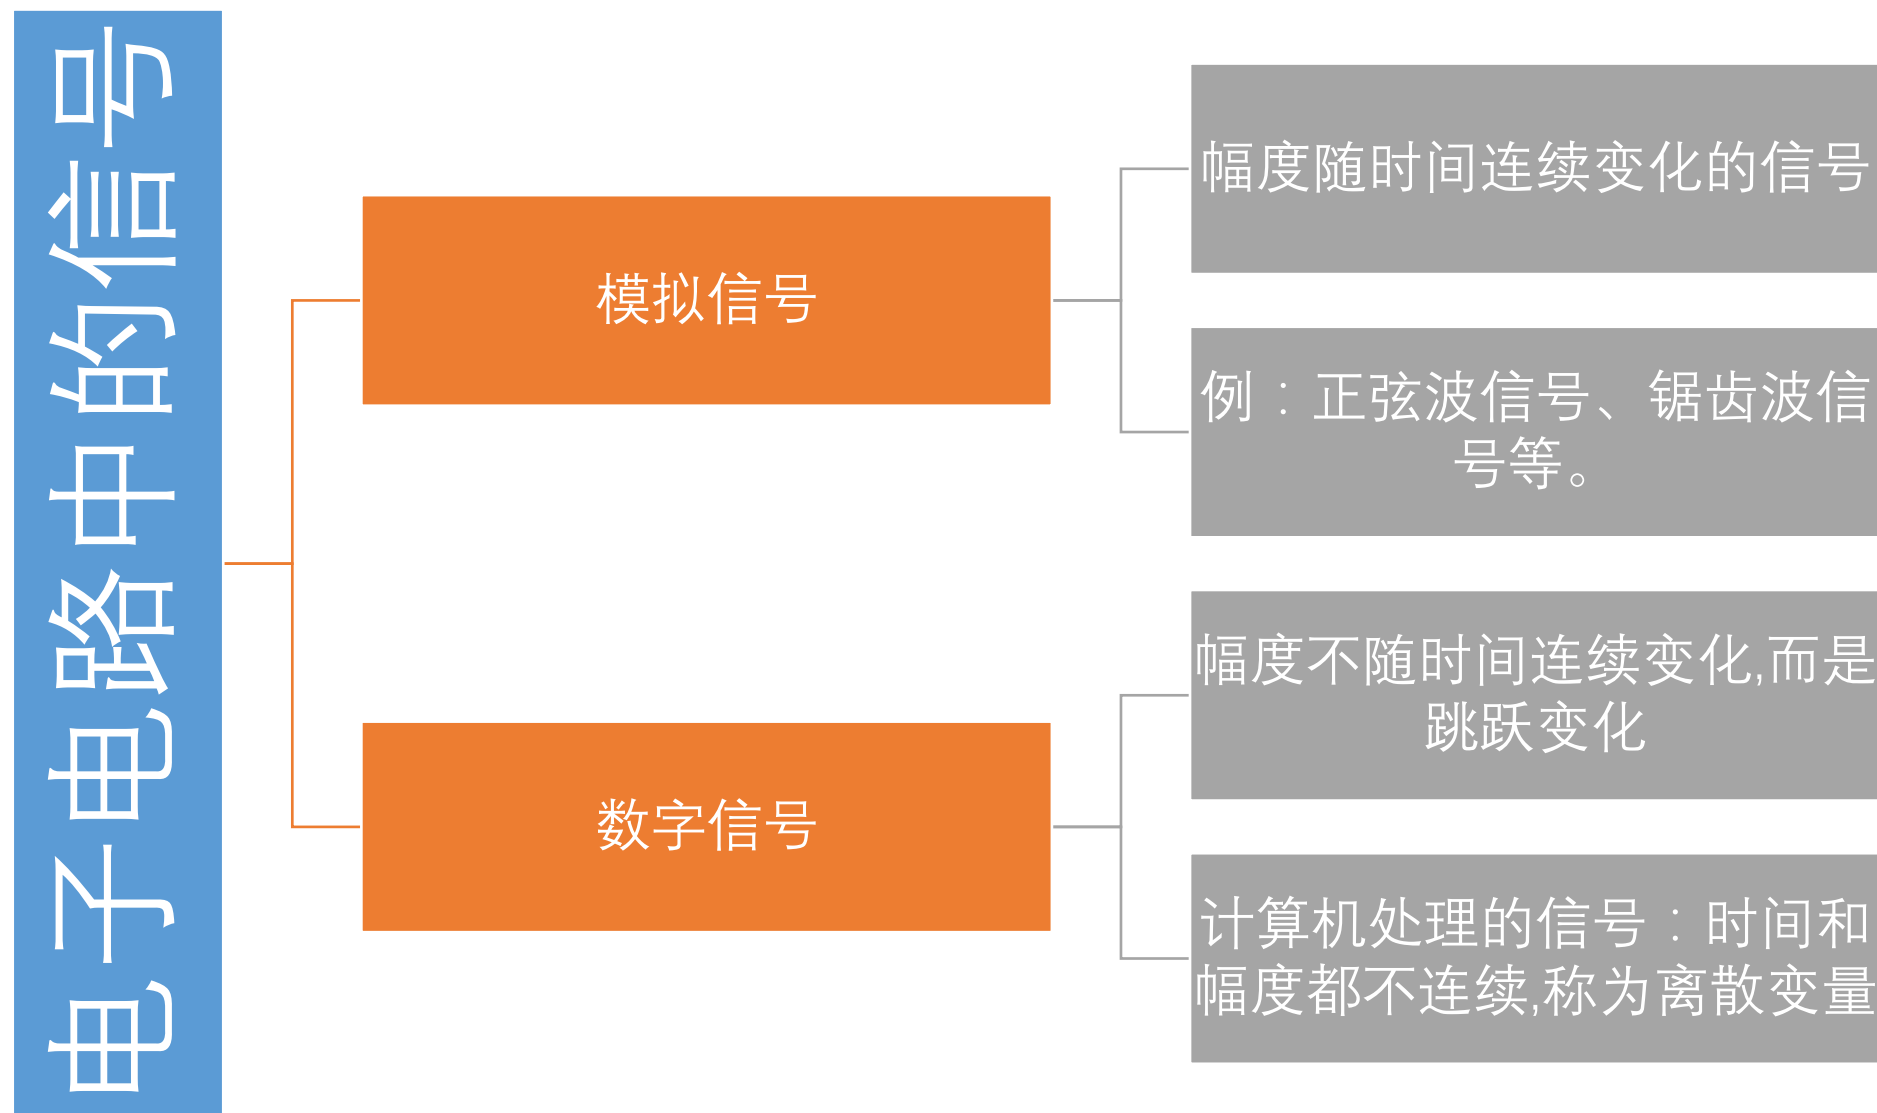 电子电路中的信号
模拟信号
幅度随时间连续变化的信号
例：正弦波信号、锯齿波信
号等。
数字信号
幅度不随时间连续变化,而是
跳跃变化
计算机处理的信号：时间和
幅度都不连续,称为离散变量